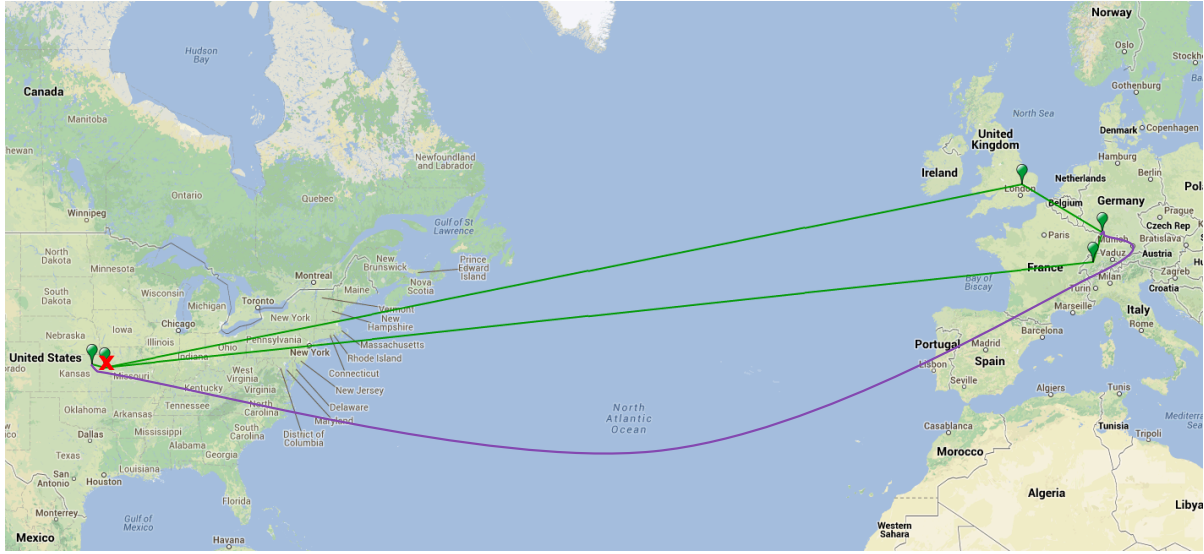 Norway
Hudson
Bay
Oslo
Stockh
Canada
Gothenburg
Manitoba
North Sea
United
Kingdom
Denmark
Copenhagen
hewan
Newfoundland
and Labrador
Hamburg
Ireland
Netherlands
Berlin
Ontario
Quebec
London
Pola
Winnipeg
Belgium
Germany
Gulf of St
Lawrence
Prague
Czech Rep
Paris
Munich
Bratislava
North
Dakota
Minnesota
New
Brunswick
Prince
Edward
Island
Vaduz
Austria
Montreal
Nova
Scotia
Bay of
Biscay
France
Zagreb
South
Dakota
Wisconsin
Maine
Turin
Milan
Croatia
Michigan
Toronto
Vermont
New
Hampshire
Marseille
Italy
Nebraska
Iowa
Chicago
New York
Rome
Illinois
Ohio
Pennsylvania
Massachusetts
Portugal
Barcelona
United States
Indiana
New York
Rhode Island
Madrid
orado
Kansas
Missouri
West
Virginia
Connecticut
Lisbon
Spain
Kentucky
Virginia
New Jersey
Seville
Algiers
Tunis
Oklahoma
Arkansas
Tennessee
North
Carolina
Delaware
Maryland
North
Atlantic
Ocean
Mediterra
Sea
Dallas
Mississippi
South
Carolina
District of
Columbia
Casablanca
Tunisia
Tripoli
Alabama
Georgia
Texas
Morocco
San
Antonio
Louisiana
Houston
Florida
Algeria
Monterrey
Gulf of
Mexico
Libya
Western
Sahara
Mexico
Havana